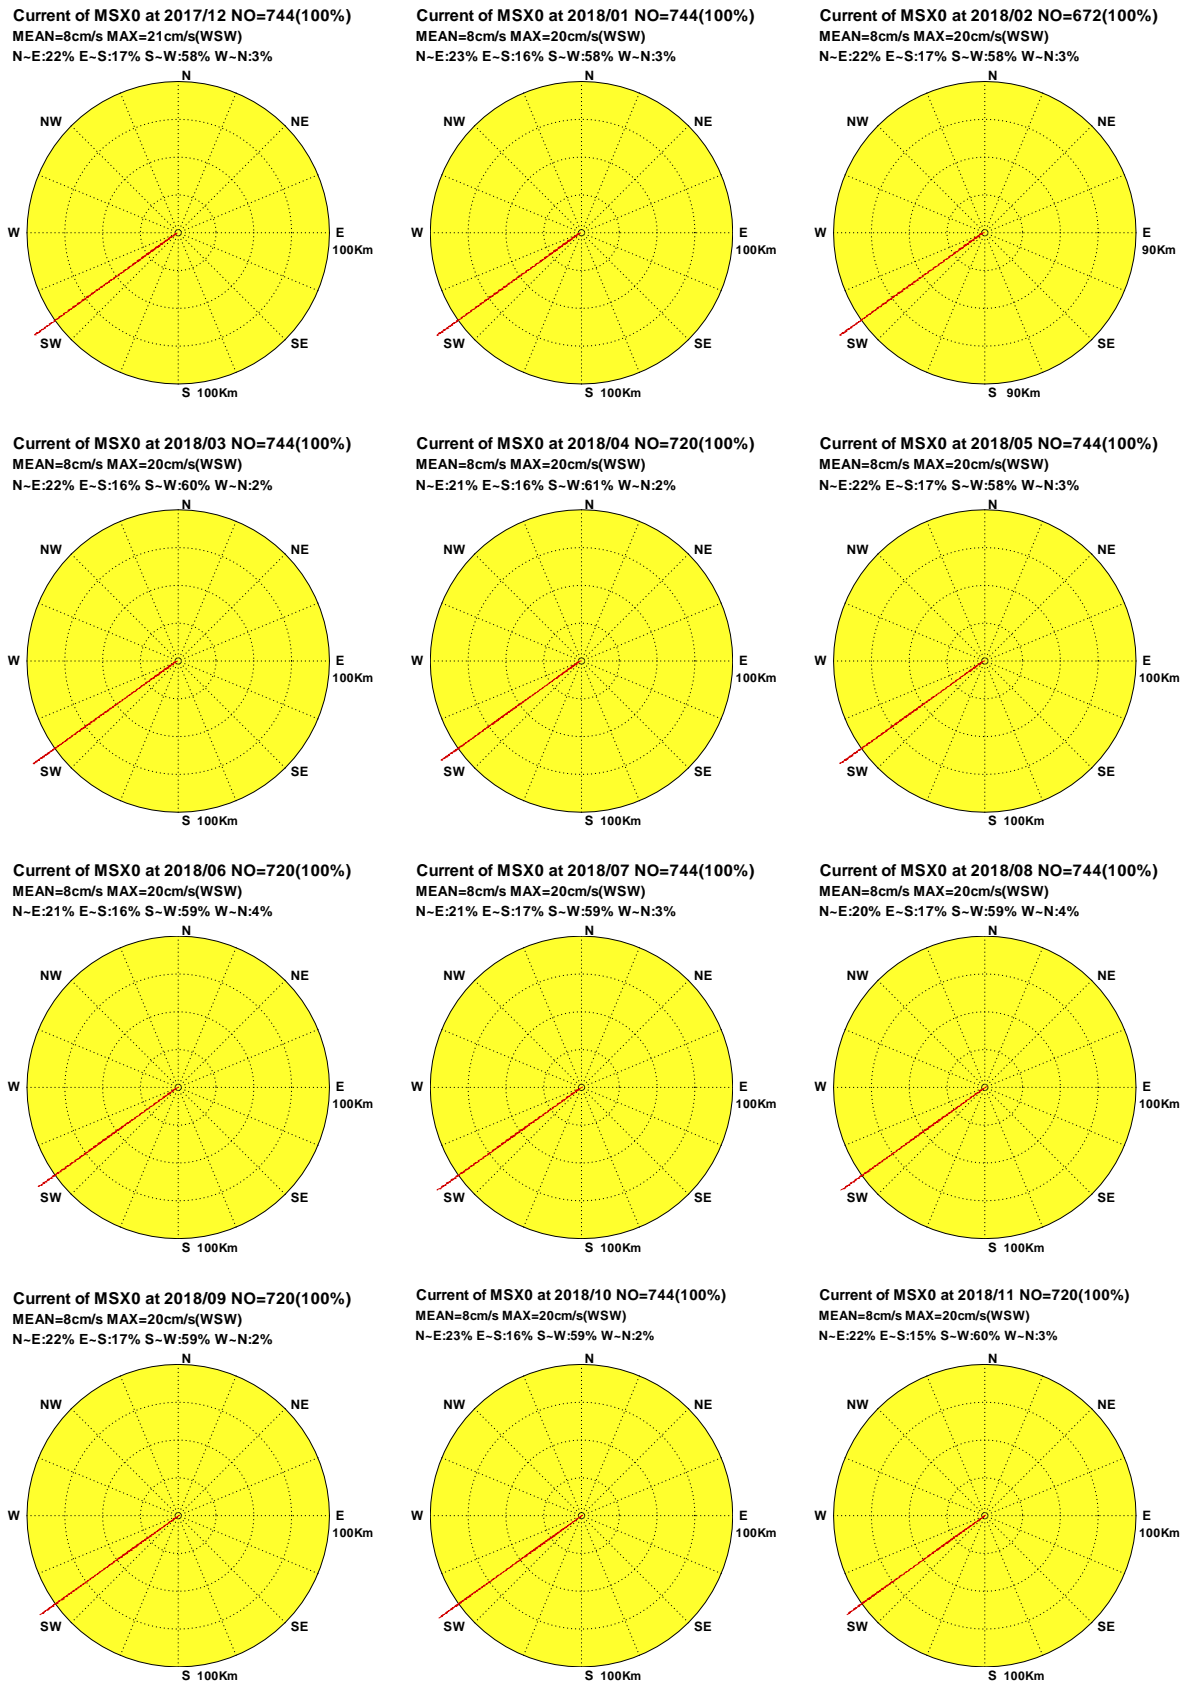 Current of MSX0 at 2017/12 NO=744(100%)
MEAN=8cm/s MAX=21cm/s(WSW)
N~E:22% E~S:17% S~W:58% W~N:3%
N
NW
NE
W
E
100Km
SW
SE
S 100Km
Current of MSX0 at 2018/01 NO=744(100%)
MEAN=8cm/s MAX=20cm/s(WSW)
N~E:23% E~S:16% S~W:58% W~N:3%
N
NW
NE
W
E
100Km
SW
SE
S 100Km
Current of MSX0 at 2018/02 NO=672(100%)
MEAN=8cm/s MAX=20cm/s(WSW)
N~E:22% E~S:17% S~W:58% W~N:3%
N
NW
NE
W
E
90Km
SW
SE
S 90Km
Current of MSX0 at 2018/03 NO=744(100%)
MEAN=8cm/s MAX=20cm/s(WSW)
N~E:22% E~S:16% S~W:60% W~N:2%
N
NW
NE
W
E
100Km
SW
SE
S 100Km
Current of MSX0 at 2018/04 NO=720(100%)
MEAN=8cm/s MAX=20cm/s(WSW)
N~E:21% E~S:16% S~W:61% W~N:2%
N
NW
NE
W
E
100Km
SW
SE
S 100Km
Current of MSX0 at 2018/05 NO=744(100%)
MEAN=8cm/s MAX=20cm/s(WSW)
N~E:22% E~S:17% S~W:58% W~N:3%
N
NW
NE
W
E
100Km
SW
SE
S 100Km
Current of MSX0 at 2018/06 NO=720(100%)
MEAN=8cm/s MAX=20cm/s(WSW)
N~E:21% E~S:16% S~W:59% W~N:4%
N
NW
NE
W
E
100Km
SW
SE
S 100Km
Current of MSX0 at 2018/07 NO=744(100%)
MEAN=8cm/s MAX=20cm/s(WSW)
N~E:21% E~S:17% S~W:59% W~N:3%
N
NW
NE
W
E
100Km
SW
SE
S 100Km
Current of MSX0 at 2018/08 NO=744(100%)
MEAN=8cm/s MAX=20cm/s(WSW)
N~E:20% E~S:17% S~W:59% W~N:4%
N
NW
NE
W
E
100Km
SW
SE
S 100Km
Current of MSX0 at 2018/09 NO=720(100%)
MEAN=8cm/s MAX=20cm/s(WSW)
N~E:22% E~S:17% S~W:59% W~N:2%
N
NW
NE
W
E
100Km
SW
SE
S 100Km
Current of MSX0 at 2018/10 NO=744(100%)
MEAN=8cm/s MAX=20cm/s(WSW)
N~E:23% E~S:16% S~W:59% W~N:2%
N
NW
NE
W
E
100Km
SW
SE
S 100Km
Current of MSX0 at 2018/11 NO=720(100%)
MEAN=8cm/s MAX=20cm/s(WSW)
N~E:22% E~S:15% S~W:60% W~N:3%
N
NW
NE
W
E
100Km
SW
SE
S 100Km